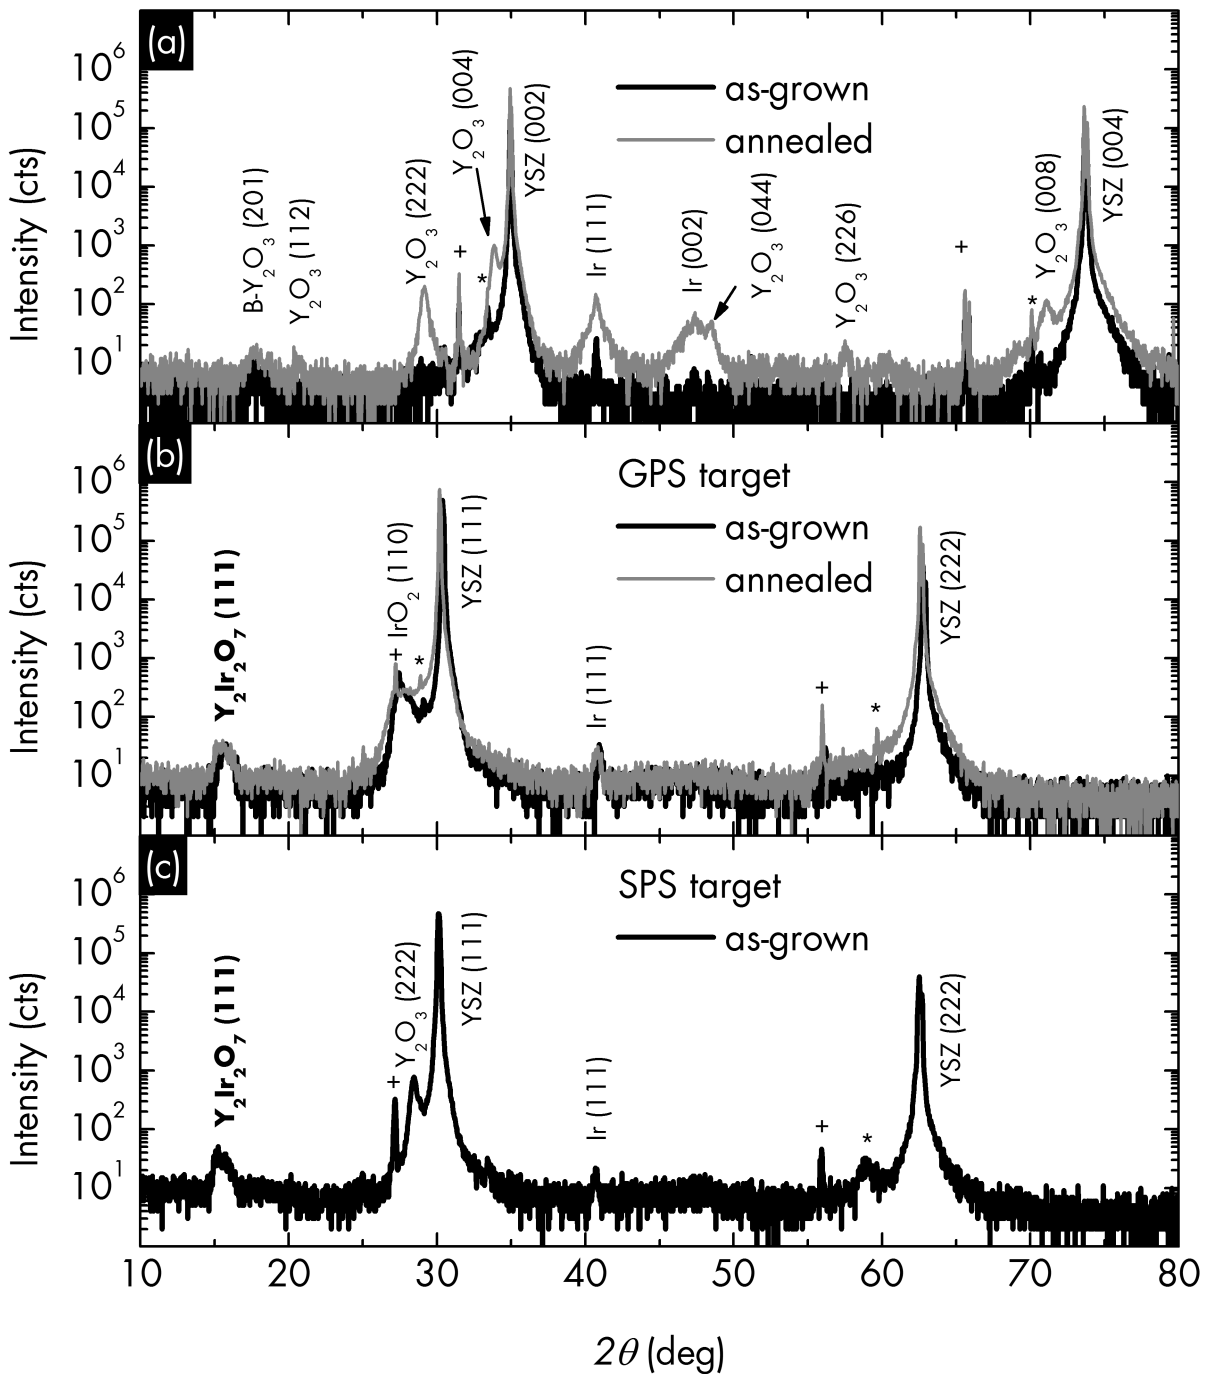 (a)
Intensity (cts)
10⁶
10⁵
10⁴
10³
10²
10¹
B-Y₂O₃ (201)
Y₂O₃ (112)
Y₂O₃ (222)
+
*
Y₂O₃ (004)
YSZ (002)
Ir (111)
Ir (002)
Y₂O₃ (044)
Y₂O₃ (226)
+
*
Y₂O₃ (008)
YSZ (004)
as-grown
annealed
(b)
Intensity (cts)
10⁶
10⁵
10⁴
10³
10²
10¹
Y₂Ir₂O₇ (111)
+ IrO₂ (110)
*
YSZ (111)
Ir (111)
+
*
YSZ (222)
GPS target
as-grown
annealed
(c)
Intensity (cts)
10⁶
10⁵
10⁴
10³
10²
10¹
Y₂Ir₂O₇ (111)
+
Y₂O₃ (222)
YSZ (111)
Ir (111)
+
*
YSZ (222)
SPS target
as-grown
10 20 30 40 50 60 70 80
2θ (deg)